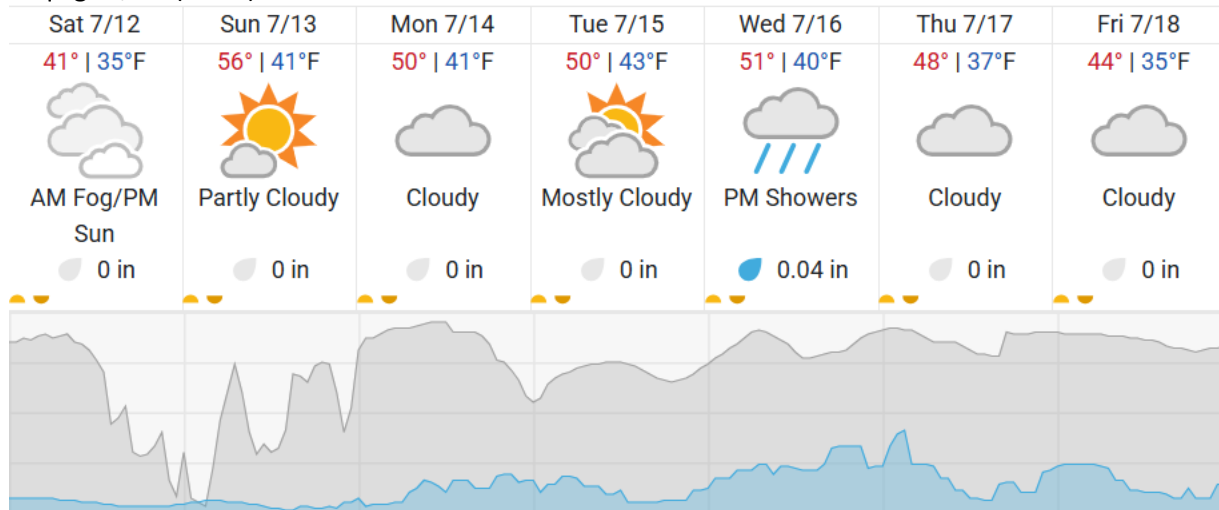 Sat 7/12 Sun 7/13 Mon 7/14 Tue 7/15 Wed 7/16 Thu 7/17 Fri 7/18
41° | 35°F 56° | 41°F 50° | 41°F 50° | 43°F 51° | 40°F 48° | 37°F 44° | 35°F
AM Fog/PM Partly Cloudy Cloudy Mostly Cloudy PM Showers Cloudy Cloudy
Sun
0 in 0 in 0 in 0 in 0.04 in 0 in 0 in